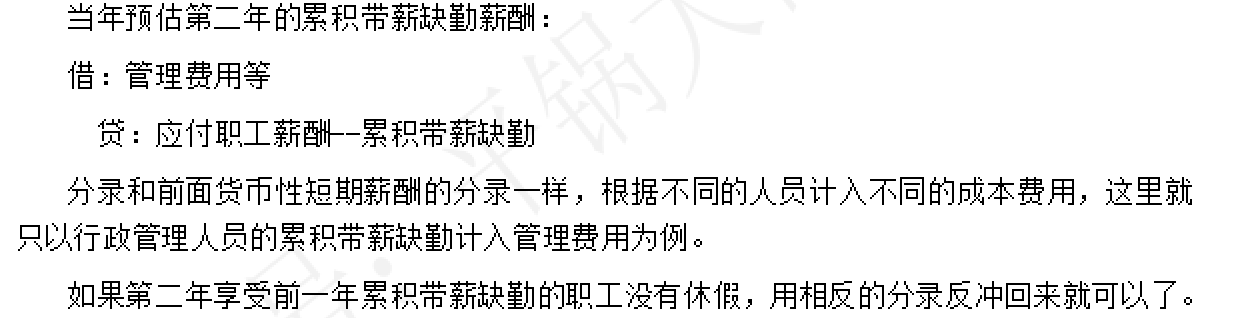 当年预估第二年的累积带薪缺勤薪酬：
借：管理费用等
贷：应付职工薪酬--累积带薪缺勤
分录和前面货币性短期薪酬的分录一样，根据不同的人员计入不同的成本费用，这里就
只以行政管理人员的累积带薪缺勤计入管理费用为例。
如果第二年享受前一年累积带薪缺勤的职工没有休假，用相反的分录反冲回来就可以了。